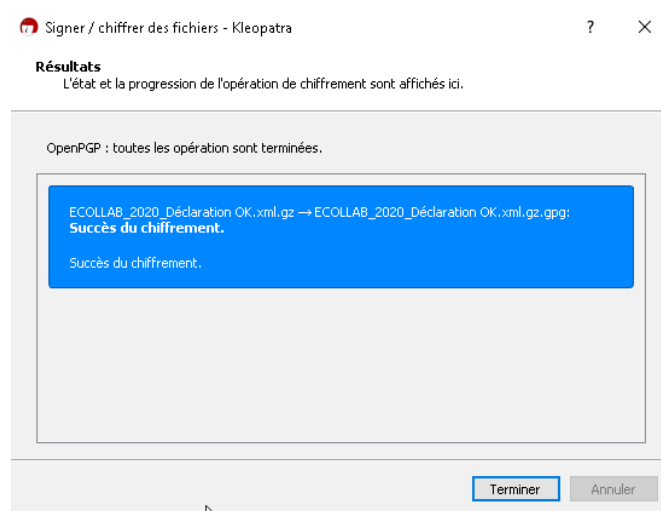 Signer / chiffrer des fichiers - Kleopatra
Résultats
L'état et la progression de l'opération de chiffrement sont affichés ici.
OpenPGP : toutes les opération sont terminées.
ECOLLAB_2020_Déclaration OK.xml.gz → ECOLLAB_2020_Déclaration OK.xml.gz.gpg:
Succès du chiffrement.
Succès du chiffrement.
Terminer Annuler